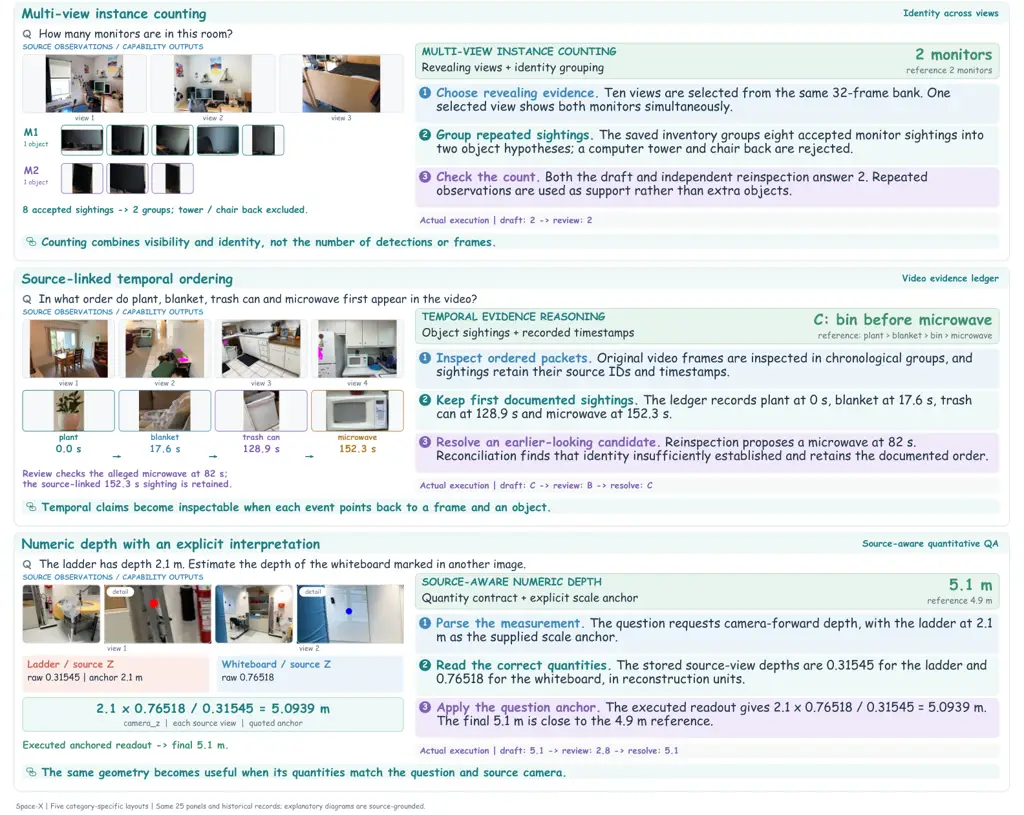 Multi-view instance counting
Identity across views
Q How many monitors are in this room?
SOURCE OBSERVATIONS / CAPABILITY OUTPUTS
view 1
view 2
view 3
M1
1 object
M2
1 object
8 accepted sightings -> 2 groups; tower / chair back excluded.
MULTI-VIEW INSTANCE COUNTING
Revealing views + identity grouping
2 monitors
reference 2 monitors
1 Choose revealing evidence. Ten views are selected from the same 32-frame bank. One
selected view shows both monitors simultaneously.
2 Group repeated sightings. The saved inventory groups eight accepted monitor sightings into
two object hypotheses; a computer tower and chair back are rejected.
3 Check the count. Both the draft and independent reinspection answer 2. Repeated
observations are used as support rather than extra objects.
Actual execution | draft: 2 -> review: 2
Counting combines visibility and identity, not the number of detections or frames.
Source-linked temporal ordering
Video evidence ledger
Q In what order do plant, blanket, trash can and microwave first appear in the video?
SOURCE OBSERVATIONS / CAPABILITY OUTPUTS
view 1
view 2
view 3
view 4
plant
blanket
trash can
microwave
0.0 s
17.6 s
128.9 s
152.3 s
→ → →
Review checks the alleged microwave at 82 s;
the source-linked 152.3 s sighting is retained.
TEMPORAL EVIDENCE REASONING
Object sightings + recorded timestamps
C: bin before microwave
reference: plant > blanket > bin > microwave
1 Inspect ordered packets. Original video frames are inspected in chronological groups, and
sightings retain their source IDs and timestamps.
2 Keep first documented sightings. The ledger records plant at 0 s, blanket at 17.6 s, trash
can at 128.9 s and microwave at 152.3 s.
3 Resolve an earlier-looking candidate. Reinspection proposes a microwave at 82 s.
Reconciliation finds that identity insufficiently established and retains the documented order.
Actual execution | draft: C -> review: B -> resolve: C
Temporal claims become inspectable when each event points back to a frame and an object.
Numeric depth with an explicit interpretation
Source-aware quantitative QA
Q The ladder has depth 2.1 m. Estimate the depth of the whiteboard marked in another image.
SOURCE OBSERVATIONS / CAPABILITY OUTPUTS
detail
detail
view 1
view 2
Ladder / source Z
raw 0.31545 | anchor 2.1 m
Whiteboard / source Z
raw 0.76518
2.1 x 0.76518 / 0.31545 = 5.0939 m
camera_z | each source view | quoted anchor
Executed anchored readout -> final 5.1 m.
SOURCE-AWARE NUMERIC DEPTH
Quantity contract + explicit scale anchor
5.1 m
reference 4.9 m
1 Parse the measurement. The question requests camera-forward depth, with the ladder at 2.1
m as the supplied scale anchor.
2 Read the correct quantities. The stored source-view depths are 0.31545 for the ladder and
0.76518 for the whiteboard, in reconstruction units.
3 Apply the question anchor. The executed readout gives 2.1 x 0.76518 / 0.31545 = 5.0939 m.
The final 5.1 m is close to the 4.9 m reference.
Actual execution | draft: 5.1 -> review: 2.8 -> resolve: 5.1
The same geometry becomes useful when its quantities match the question and source camera.
Space-X | Five category-specific layouts | Same 25 panels and historical records; explanatory diagrams are source-grounded.